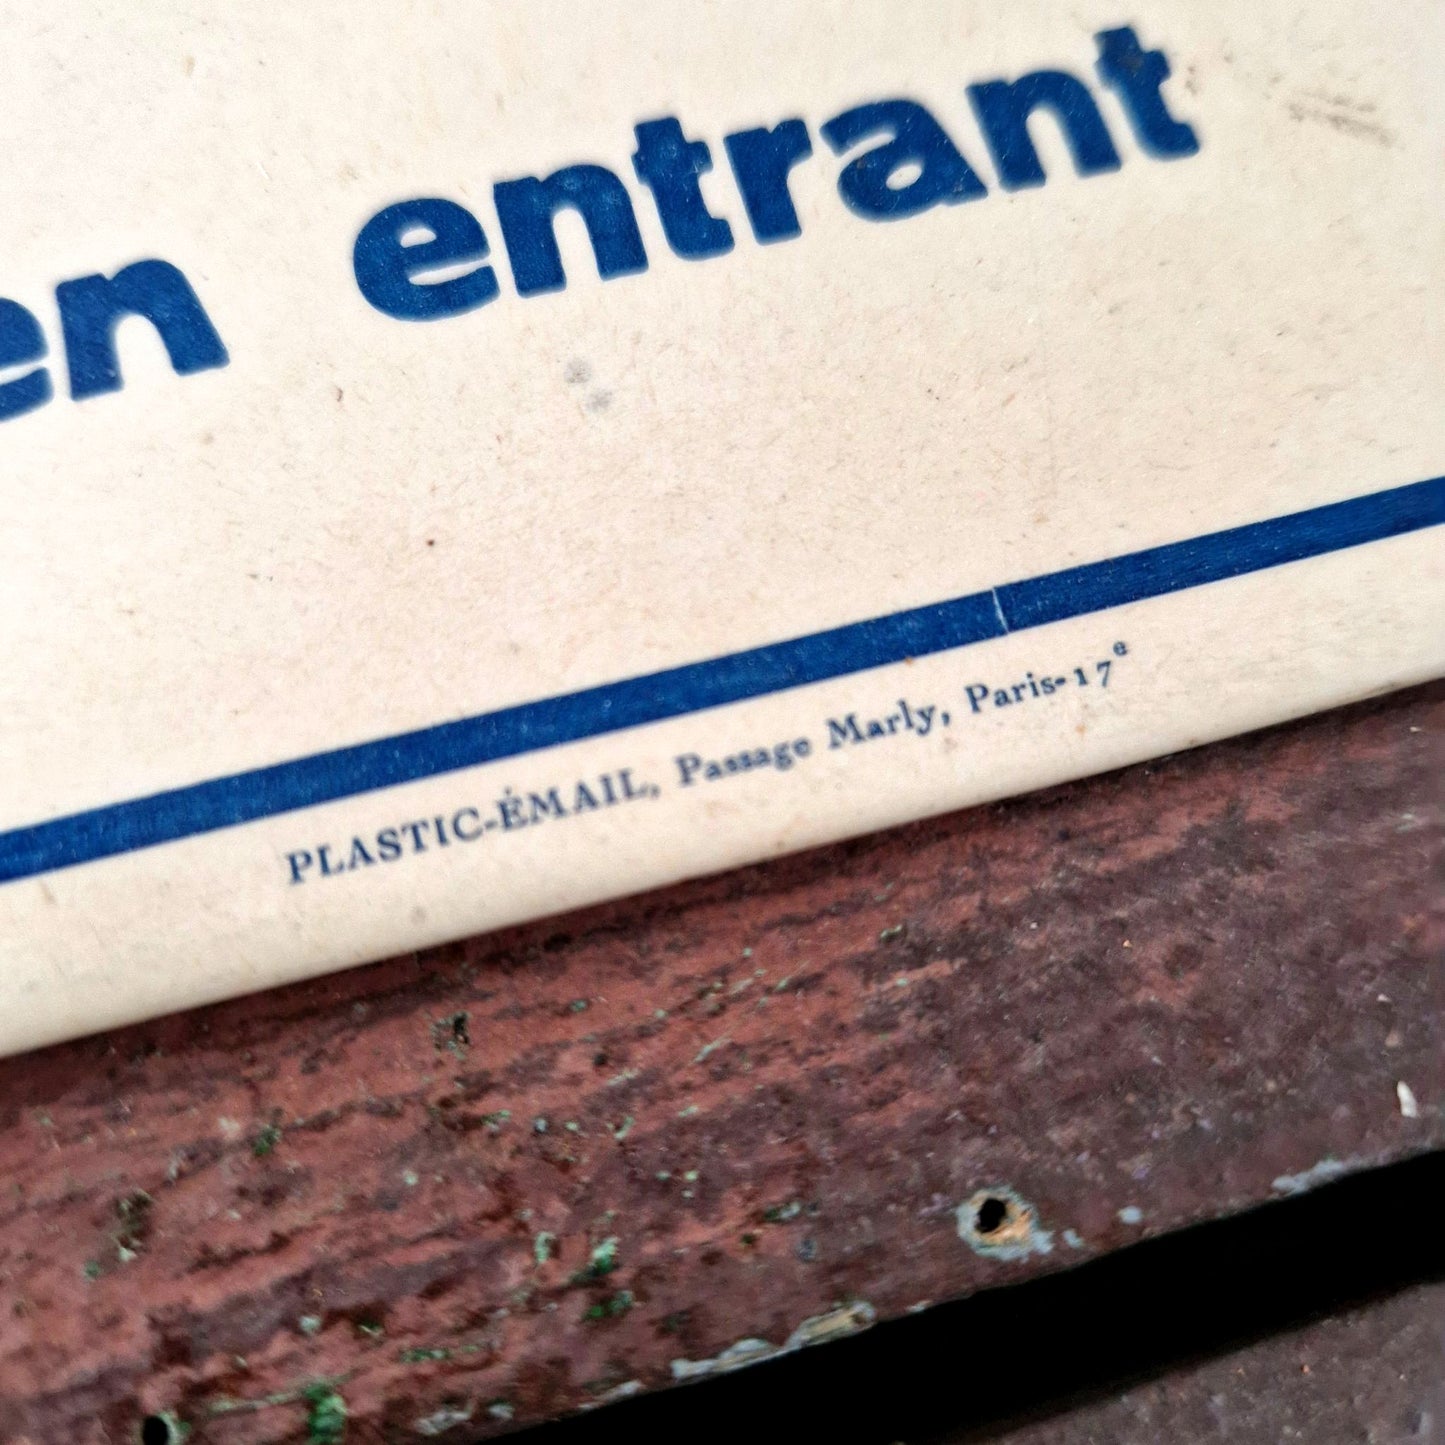 en entrant
PLASTIC-ÉMAIL, Passage Marly, Paris-17ᵉ